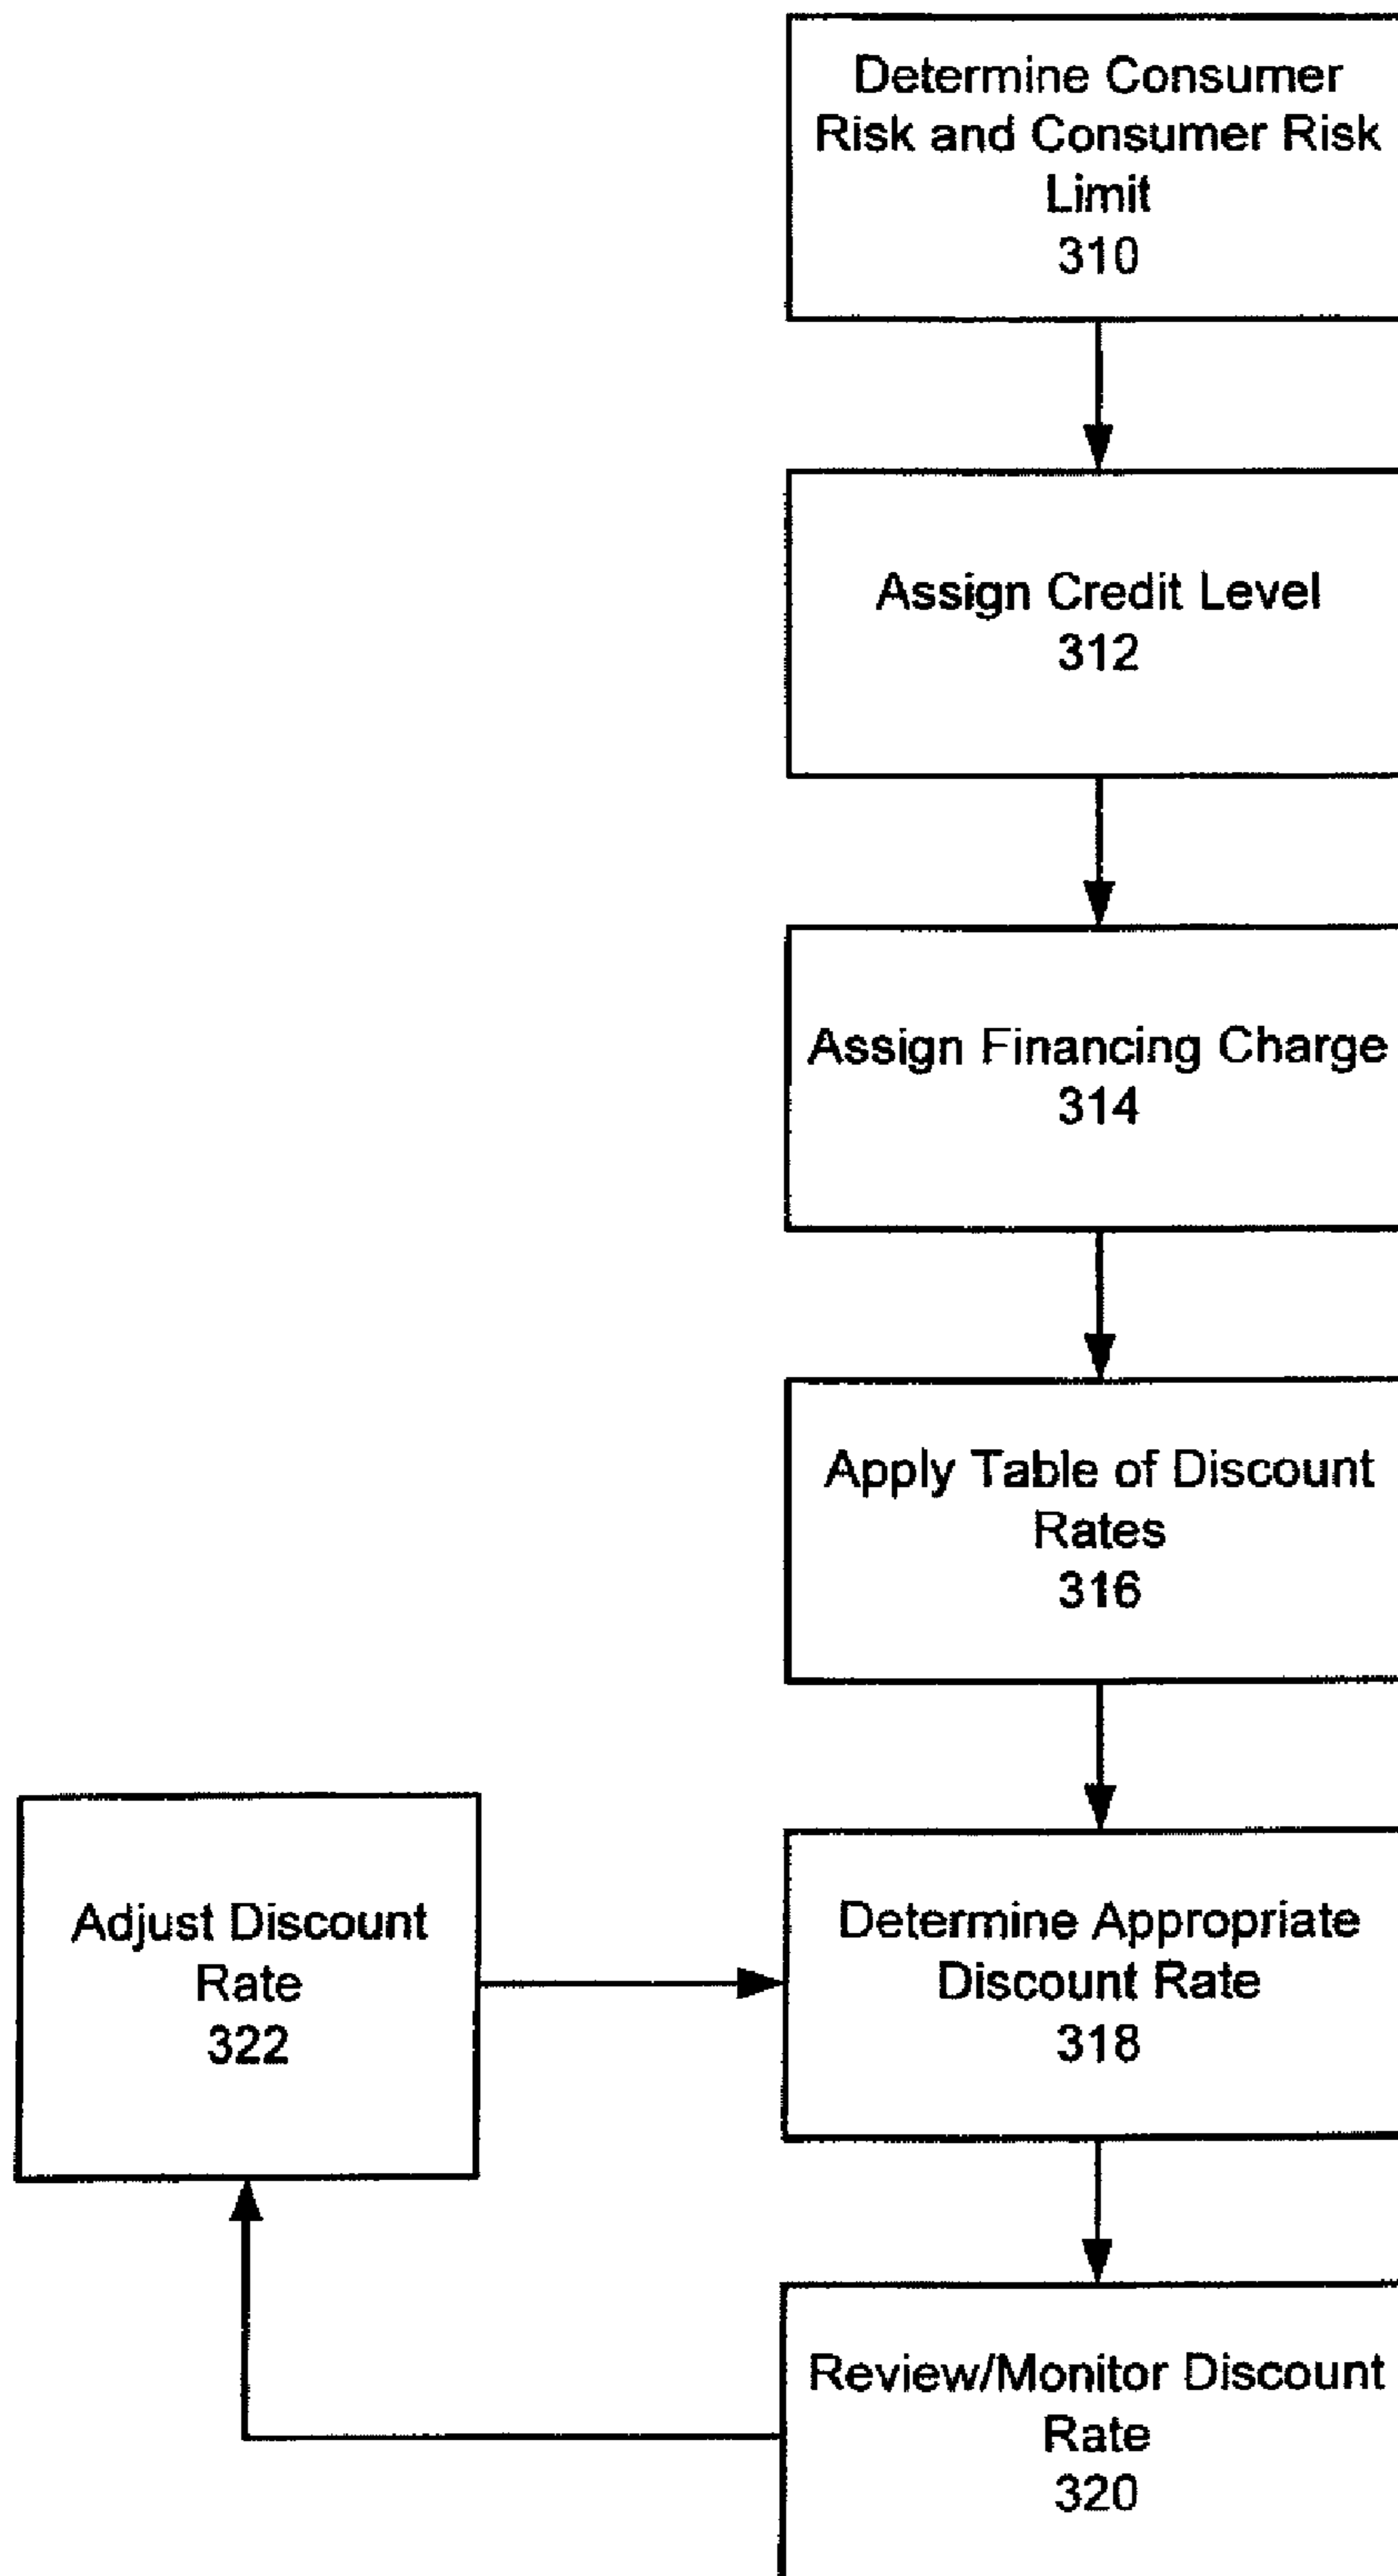 Determine Consumer
Risk and Consumer Risk
Limit
310
Assign Credit Level
312
Assign Financing Charge
314
Apply Table of Discount
Rates
316
Adjust Discount
Rate
322
Determine Appropriate
Discount Rate
318
Review/Monitor Discount
Rate
320